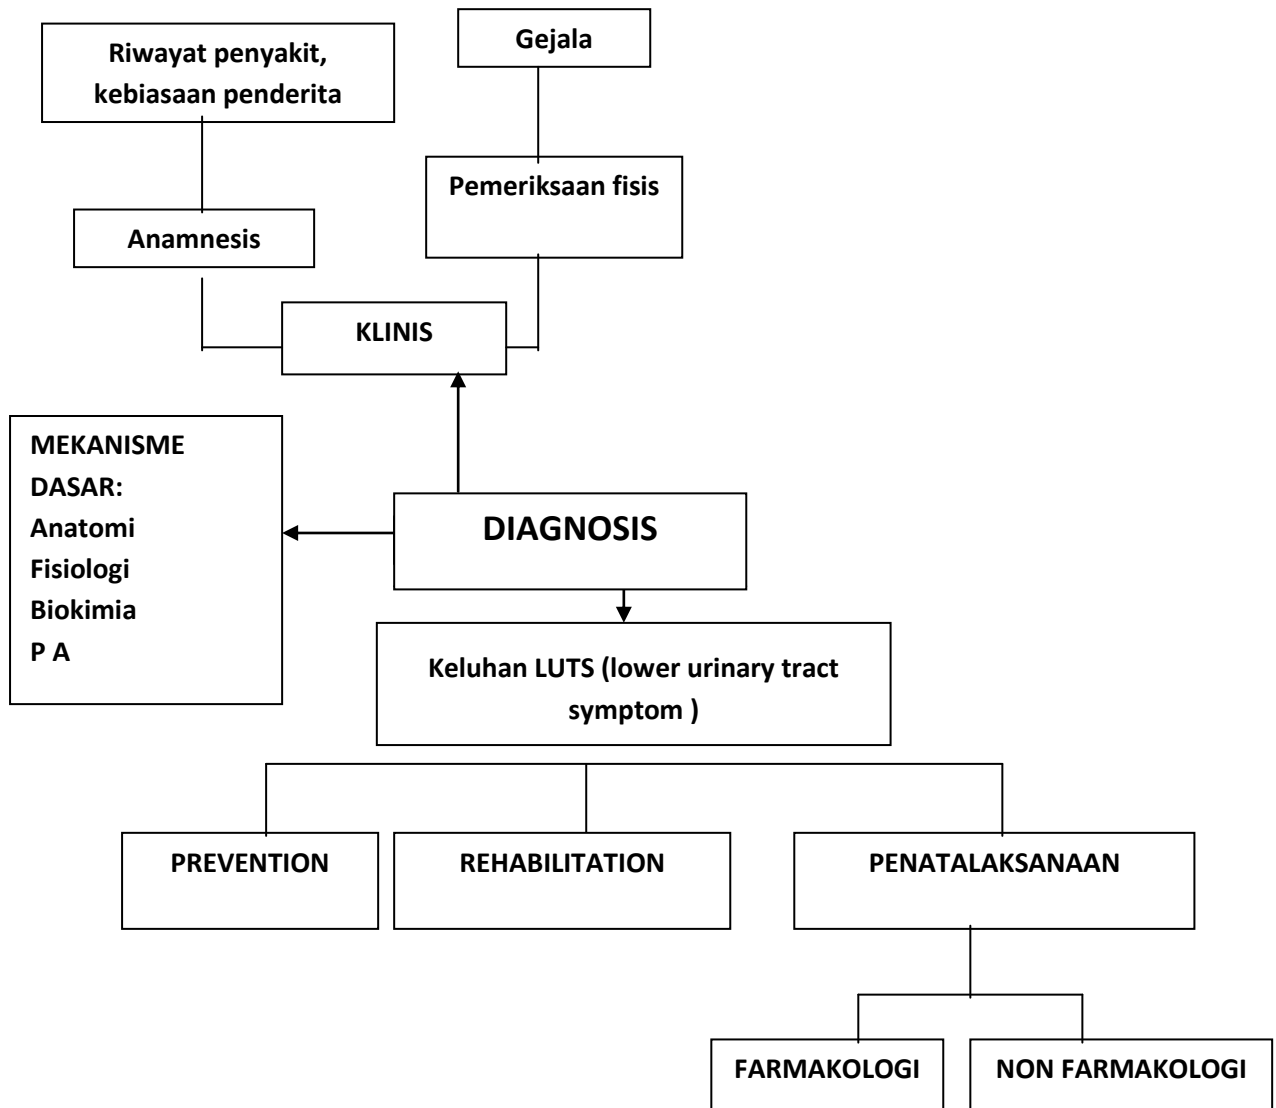 Gejala
Riwayat penyakit,
kebiasaan penderita
Pemeriksaan fisis
Anamnesis
KLINIS
MEKANISME
DASAR:
Anatomi
Fisiologi
Biokimia
P A
DIAGNOSIS
Keluhan LUTS (lower urinary tract
symptom )
PREVENTION
REHABILITATION
PENATALAKSANAAN
FARMAKOLOGI
NON FARMAKOLOGI